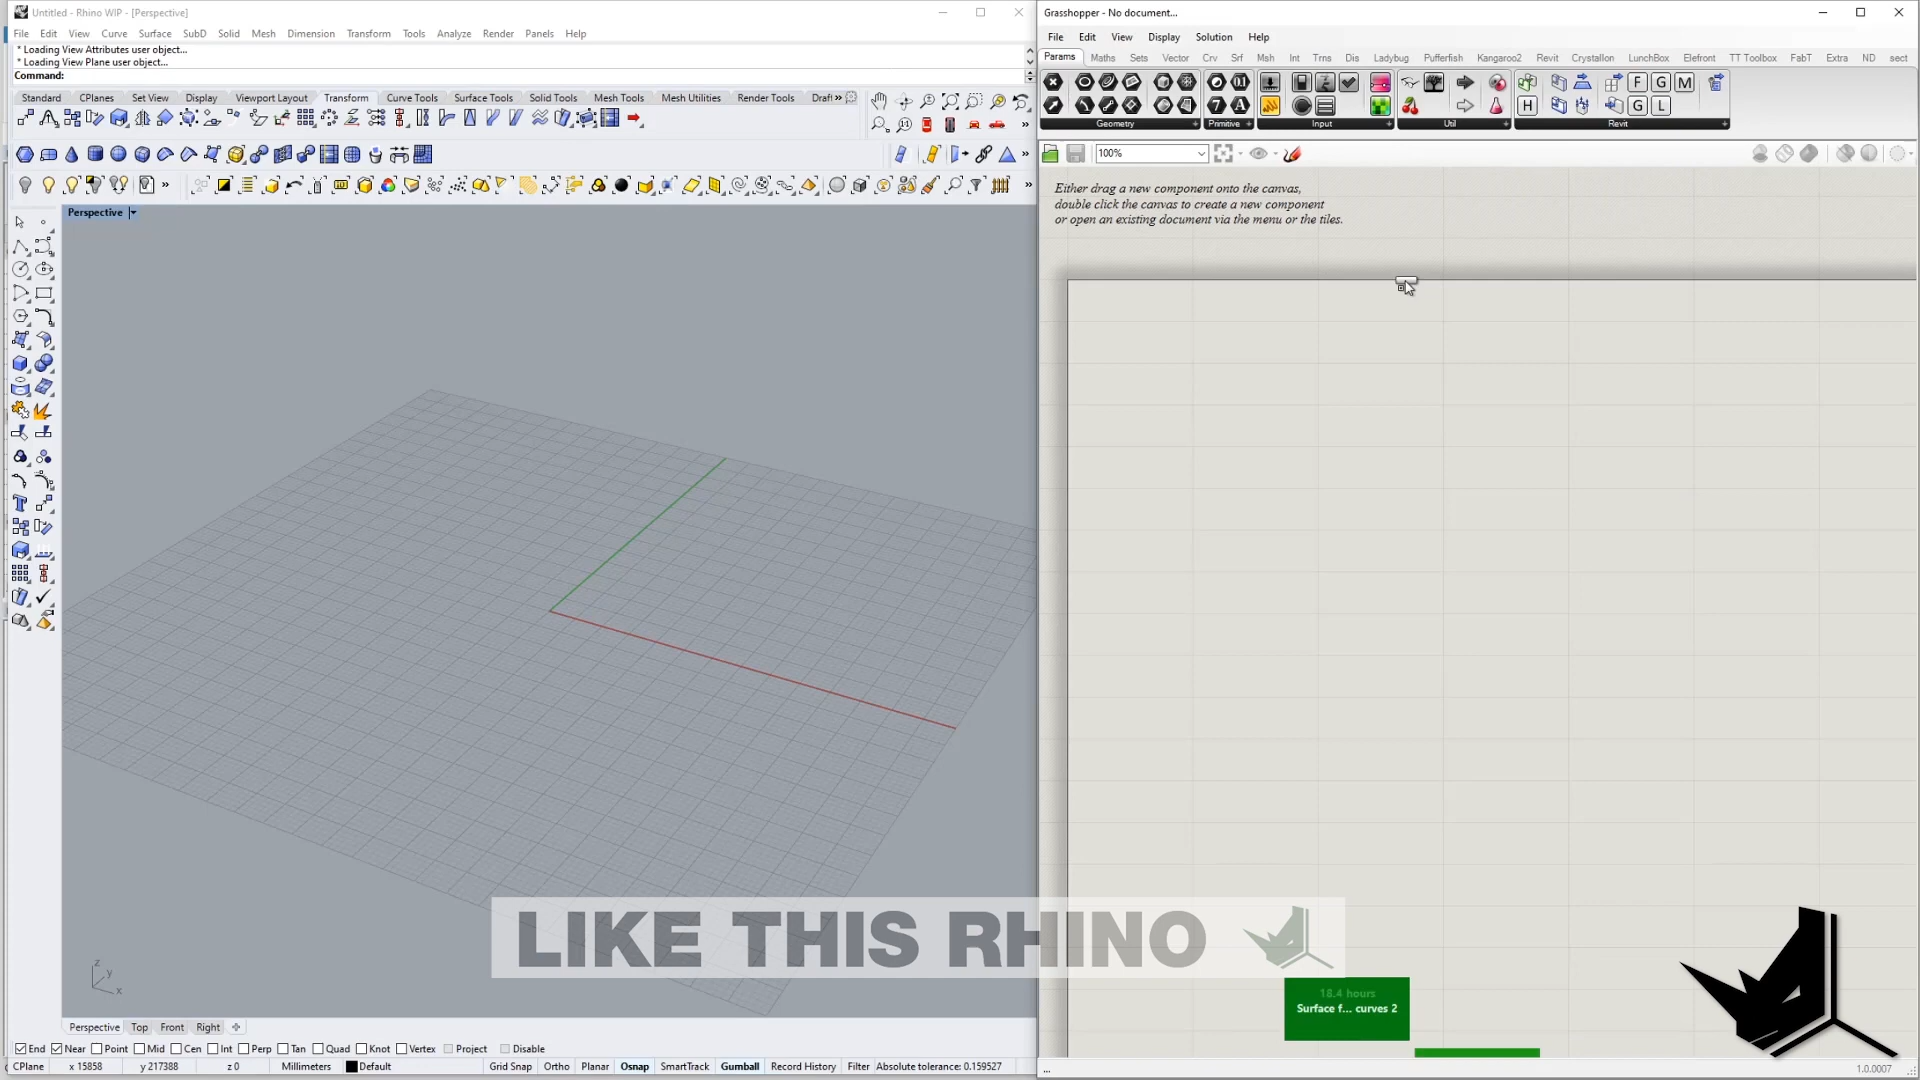 Untitled - Rhino WIP - [Perspective]
File Edit View Curve Surface SubD Solid Mesh Dimension Transform Tools Analyze Render Panels Help
* Loading View Attributes user object...
* Loading View Plane user object...
Command:
Standard CPlanes Set View Display Viewport Layout Transform Curve Tools Surface Tools Solid Tools Mesh Tools Mesh Utilities Render Tools Draft
Perspective
z
y
x
Perspective Top Front Right
End Near Point Mid Cen Int Perp Tan Quad Knot Vertex Project Disable
CPlane x 15858 y 217388 z 0 Millimeters Default Grid Snap Ortho Planar Osnap SmartTrack Gumball Record History Filter Absolute tolerance: 0.159527
Grasshopper - No document...
File Edit View Display Solution Help
Params Maths Sets Vector Crv Srf Msh Int Trns Dis Ladybug Pufferfish Kangaroo2 Revit Crystallon LunchBox Elefront TT Toolbox FabT Extra ND sect
Geometry Primitive Input Util Revit
100%
Either drag a new component onto the canvas,
double click the canvas to create a new component
or open an existing document via the menu or the tiles.
LIKE THIS RHINO
18.4 hours
Surface f... curves 2
...
1.0.0007